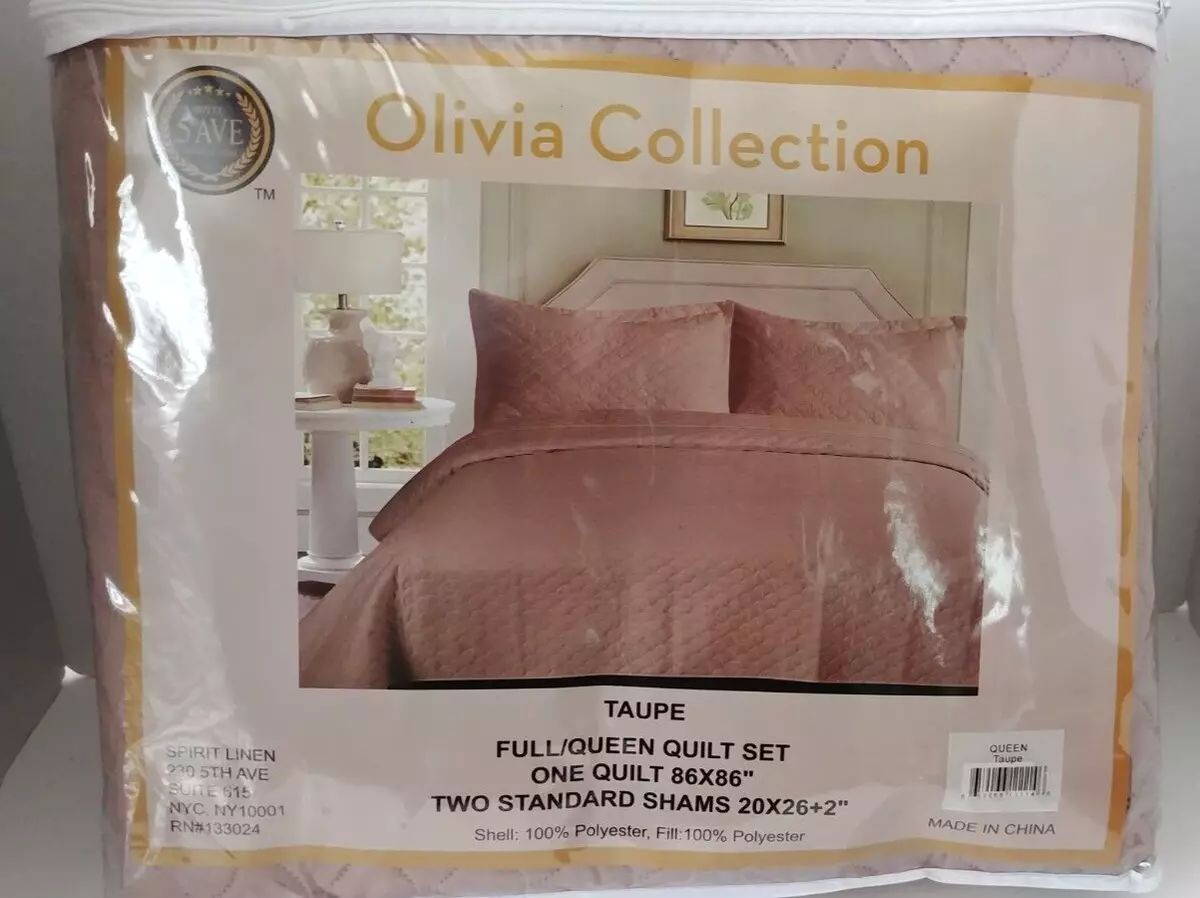 5 AVE
TM
Olivia Collection
TAUPE
FULL/QUEEN QUILT SET
ONE QUILT 86X86"
TWO STANDARD SHAMS 20X26+2"
Shell: 100% Polyester, Fill:100% Polyester
SPIRIT LINEN
230 5TH AVE
SUITE 615
NYC, NY10001
RN#133024
QUEEN
Taupe
MADE IN CHINA